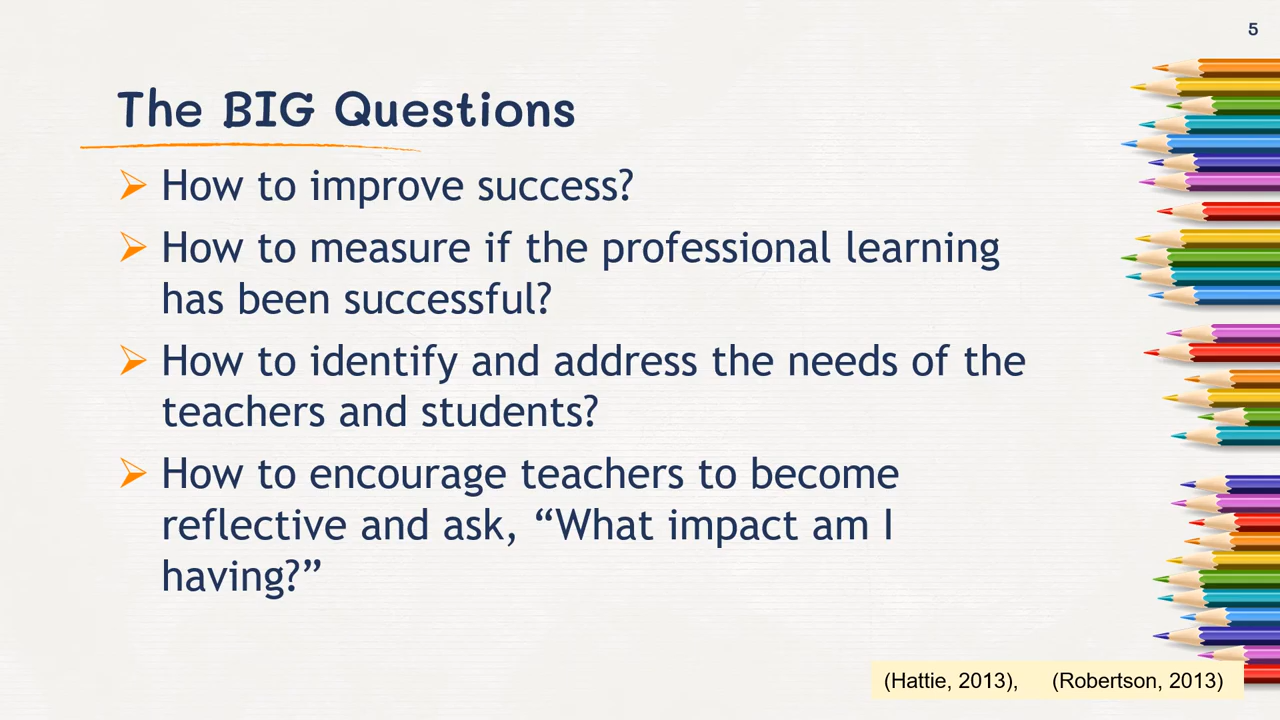 5
The BIG Questions
How to improve success?
How to measure if the professional learning
has been successful?
How to identify and address the needs of the
teachers and students?
How to encourage teachers to become
reflective and ask, “What impact am I
having?”
(Hattie, 2013), (Robertson, 2013)